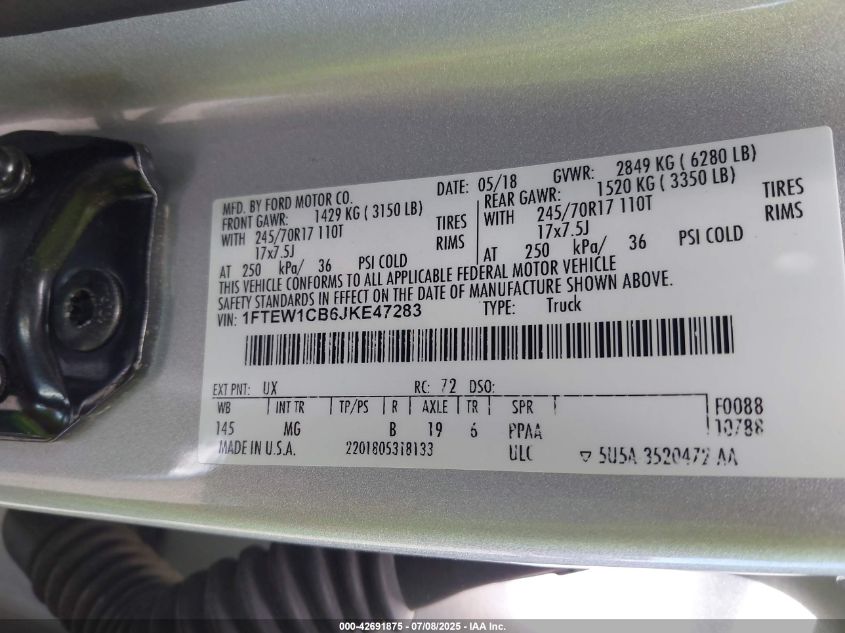 MFD. BY FORD MOTOR CO. DATE: 05/18 GVWR: 2849 KG ( 6280 LB)
FRONT GAWR: 1429 KG ( 3150 LB) REAR GAWR: 1520 KG ( 3350 LB)
WITH 245/70R17 110T TIRES WITH 245/70R17 110T TIRES
17x7.5J RIMS 17x7.5J RIMS
AT 250 kPa/ 36 PSI COLD AT 250 kPa/ 36 PSI COLD
THIS VEHICLE CONFORMS TO ALL APPLICABLE FEDERAL MOTOR VEHICLE
SAFETY STANDARDS IN EFFECT ON THE DATE OF MANUFACTURE SHOWN ABOVE.
VIN: 1FTEW1CB6JKE47283 TYPE: Truck
EXT PNT: UX RC: 72 DSO:
WB INT TR TP/PS R AXLE TR SPR F0088
145 MG B 19 6 PPAA 10788
MADE IN U.S.A. 2201805318133 ULC ▽ 5U5A 3520472 AA
000-42691875 - 07/08/2025 - IAA Inc.